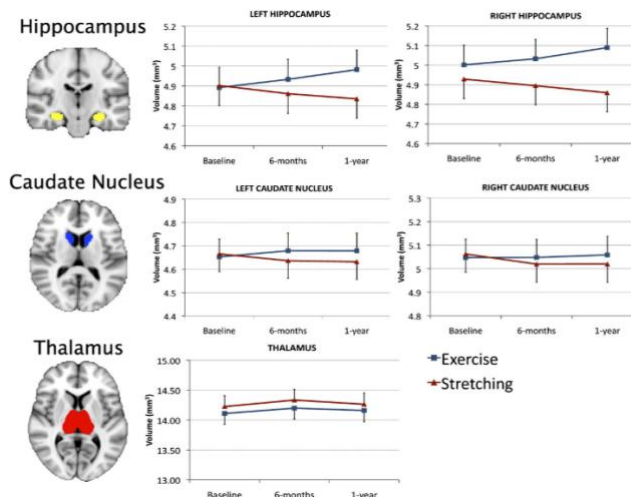 Hippocampus
LEFT HIPPOCAMPUS
Volume (mm³)
5.2
5.1
5
4.9
4.8
4.7
4.6
Baseline 6-months 1-year
RIGHT HIPPOCAMPUS
Volume (mm³)
5.2
5.1
5
4.9
4.8
4.7
4.6
Baseline 6-months 1-year
Caudate Nucleus
LEFT CAUDATE NUCLEUS
Volume (mm³)
4.9
4.8
4.7
4.6
4.5
4.4
Baseline 6-months 1-year
RIGHT CAUDATE NUCLEUS
Volume (mm³)
5.3
5.2
5.1
5
4.9
4.8
Baseline 6-months 1-year
Thalamus
THALAMUS
Volume (mm³)
15.00
14.50
14.00
13.50
13.00
Baseline 6-months 1-year
Exercise
Stretching